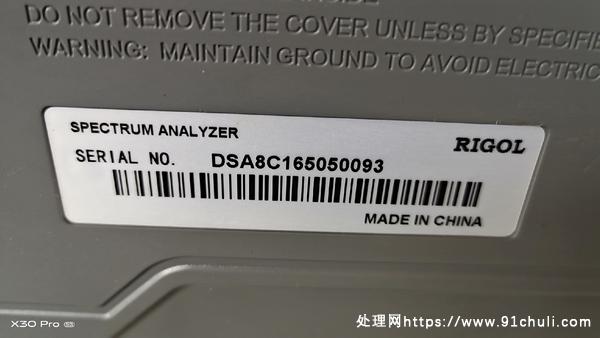 DO NOT REMOVE THE COVER UNLESS BY SPECIFIE
WARNING: MAINTAIN GROUND TO AVOID ELECTRIC
SPECTRUM ANALYZER
RIGOL
SERIAL NO. DSA8C165050093
MADE IN CHINA
X30 Pro 5G
处理网https://www.91chuli.com/